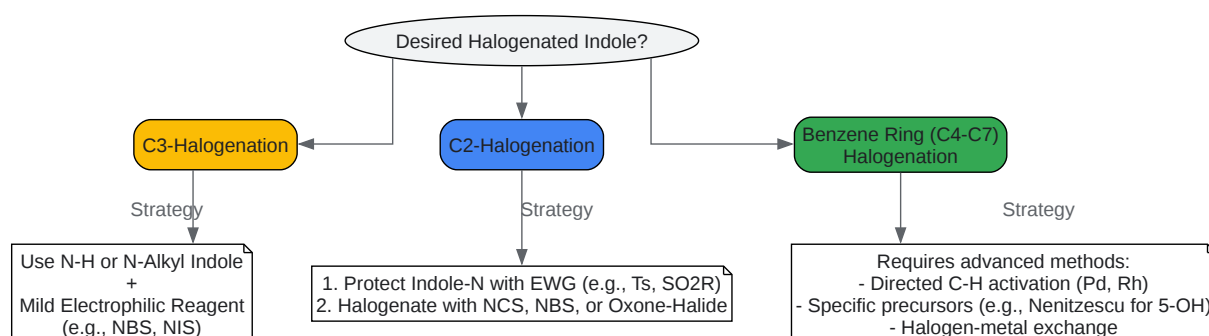 Desired Halogenated Indole?
C3-Halogenation
C2-Halogenation
Benzene Ring (C4-C7)
Halogenation
Strategy
Strategy
Strategy
Use N-H or N-Alkyl Indole
+
Mild Electrophilic Reagent
(e.g., NBS, NIS)
1. Protect Indole-N with EWG (e.g., Ts, SO2R)
2. Halogenate with NCS, NBS, or Oxone-Halide
Requires advanced methods:
- Directed C-H activation (Pd, Rh)
- Specific precursors (e.g., Nenitzescu for 5-OH)
- Halogen-metal exchange